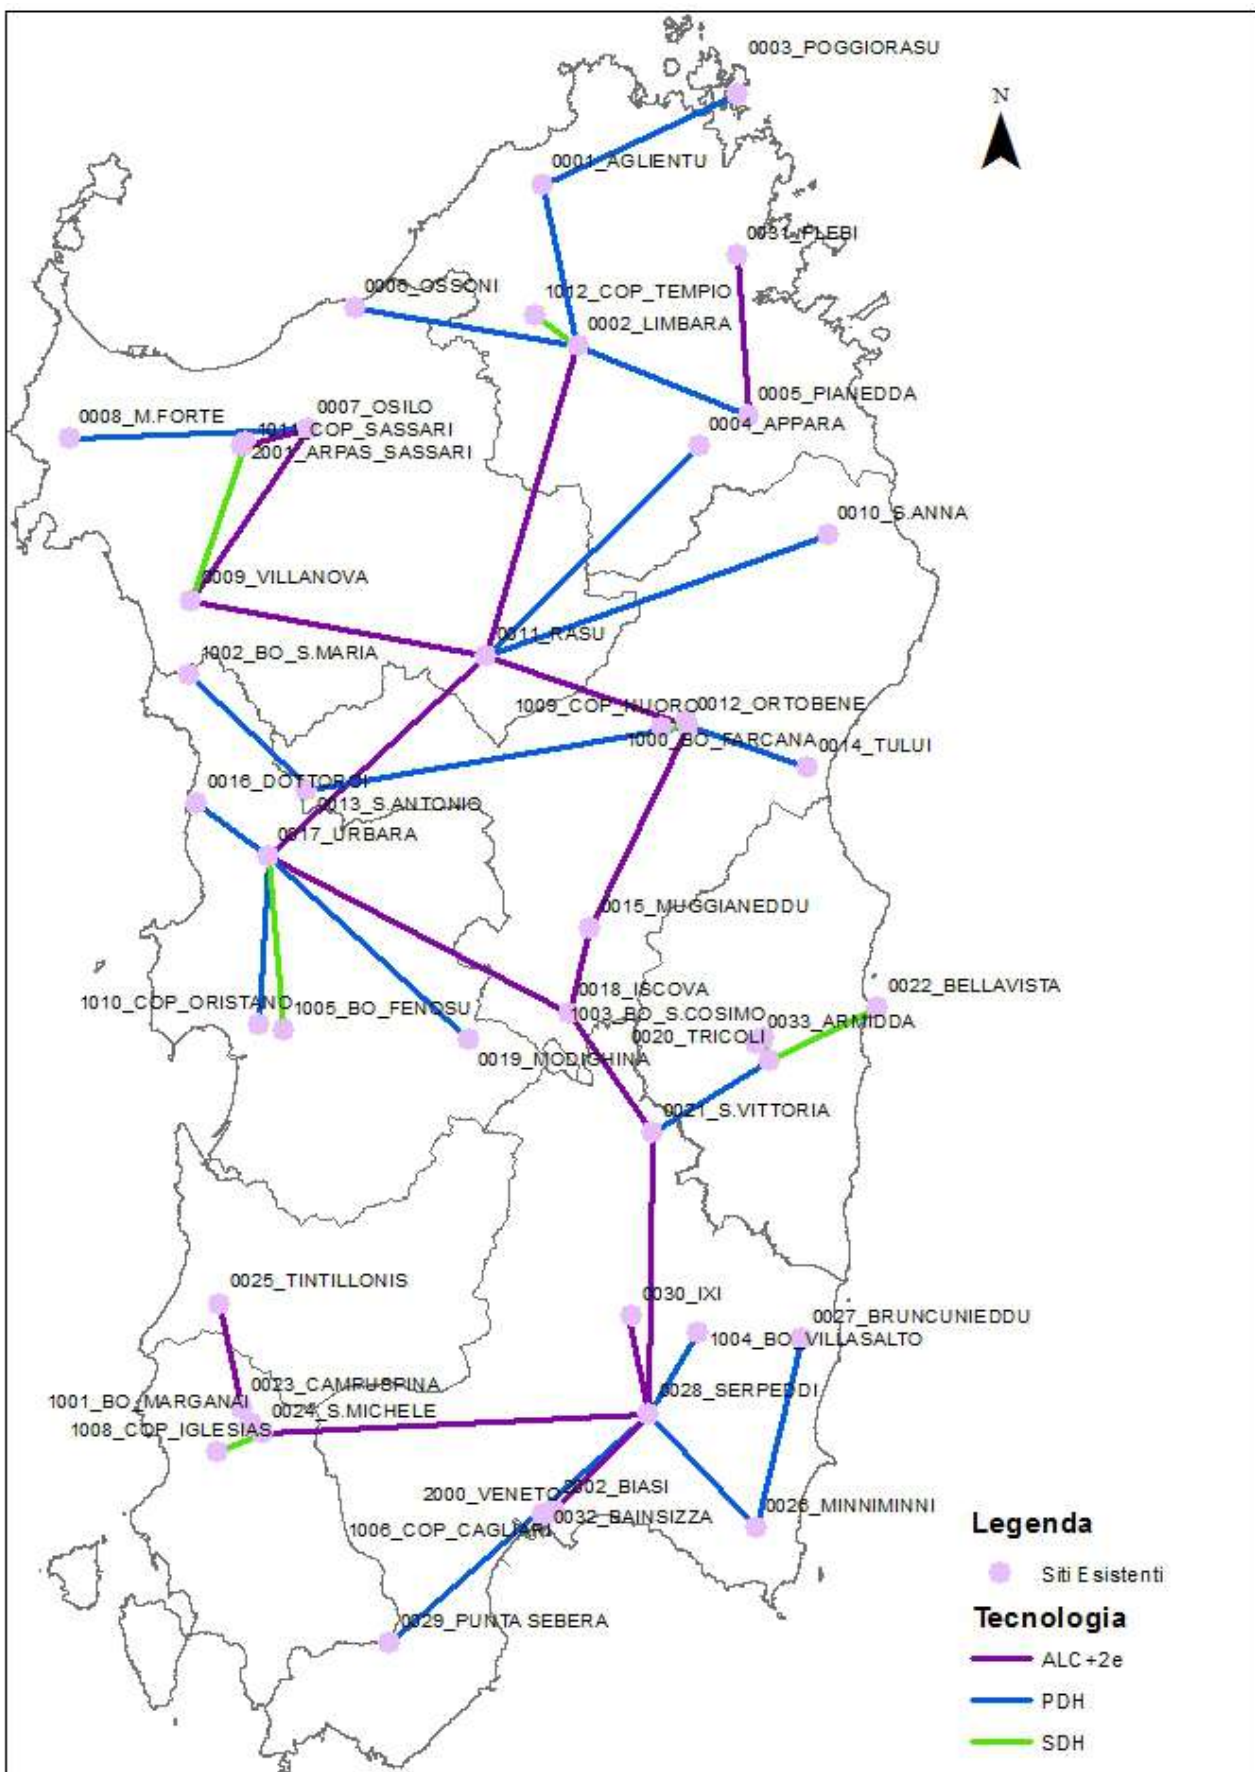 0003_POGGIORASU
N
0001_AGLIENTU
0031_PLEBI
0006_OSSONI
1012_COP_TEMPIO
0002_LIMBARA
0005_PIANEDDA
0004_APPARA
0008_M.FORTE
0007_OSILO
1011_COP_SASSARI
2001_ARPAS_SASSARI
0010_S.ANNA
0009_VILLANOVA
0011_RASU
1002_BO_S.MARIA
1009_COP_NUORO
0012_ORTOBENE
1000_BO_FARCANA
0014_TULUI
0016_DOTTOROI
0013_S.ANTONIO
0017_URBARA
0015_MUGGIANEDDU
0018_ISCOVA
0022_BELLAVISTA
1010_COP_ORISTANO
1005_BO_FENOSU
1003_BO_S.COSIMO
0033_ARMIDDA
0020_TRICOLI
0019_MODIGHINA
0021_S.VITTORIA
0025_TINTILLONIS
0030_IXI
0027_BRUNCUNIEDDU
1004_BO_VILLASALTO
0023_CAMPUSPINA
0028_SERPEDDI
1001_BO_MARGANAI
0024_S.MICHELE
1008_COP_IGLESIAS
2000_VENETO
2002_BIASI
0026_MINNIMINNI
0032_BAINSIZZA
1006_COP_CAGLIARI
0029_PUNTA SEBERA
Legenda
Siti Esistenti
Tecnologia
ALC+2e
PDH
SDH